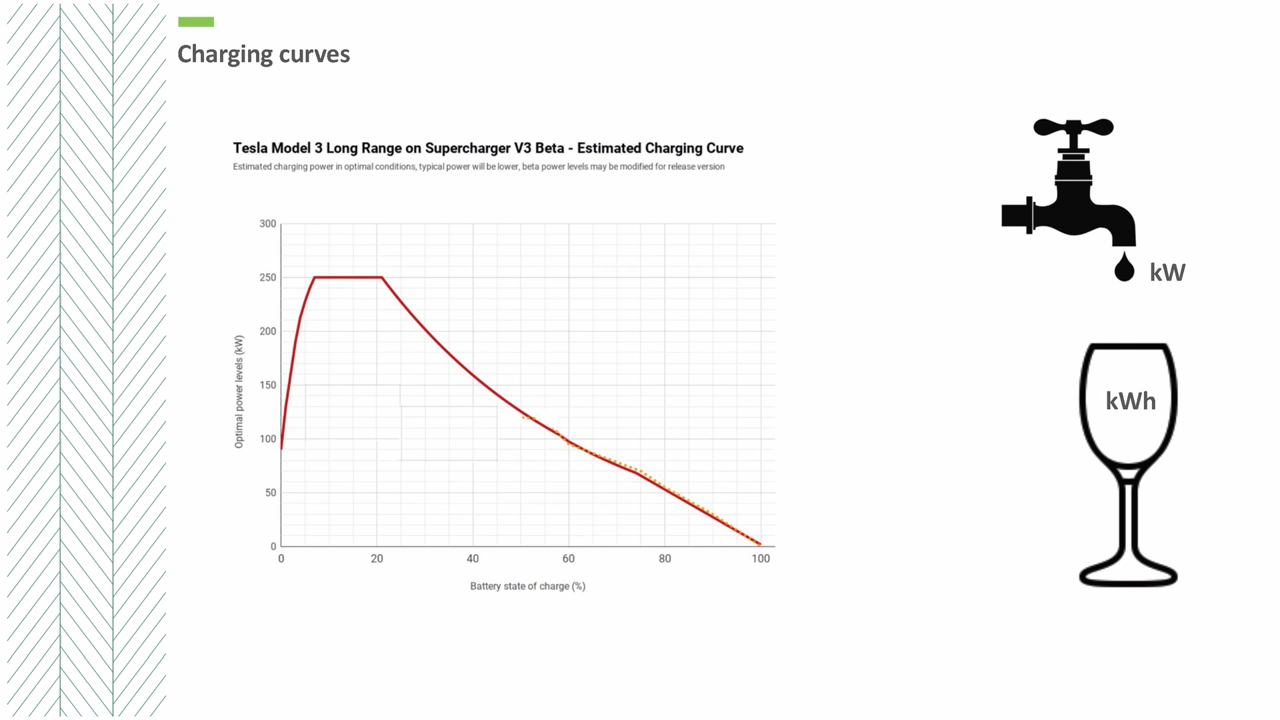 Charging curves
Tesla Model 3 Long Range on Supercharger V3 Beta - Estimated Charging Curve
Estimated charging power in optimal conditions, typical power will be lower, beta power levels may be modified for release version
300
250
200
150
100
50
0
Optimal power levels (kW)
0 20 40 60 80 100
Battery state of charge (%)
kW
kWh